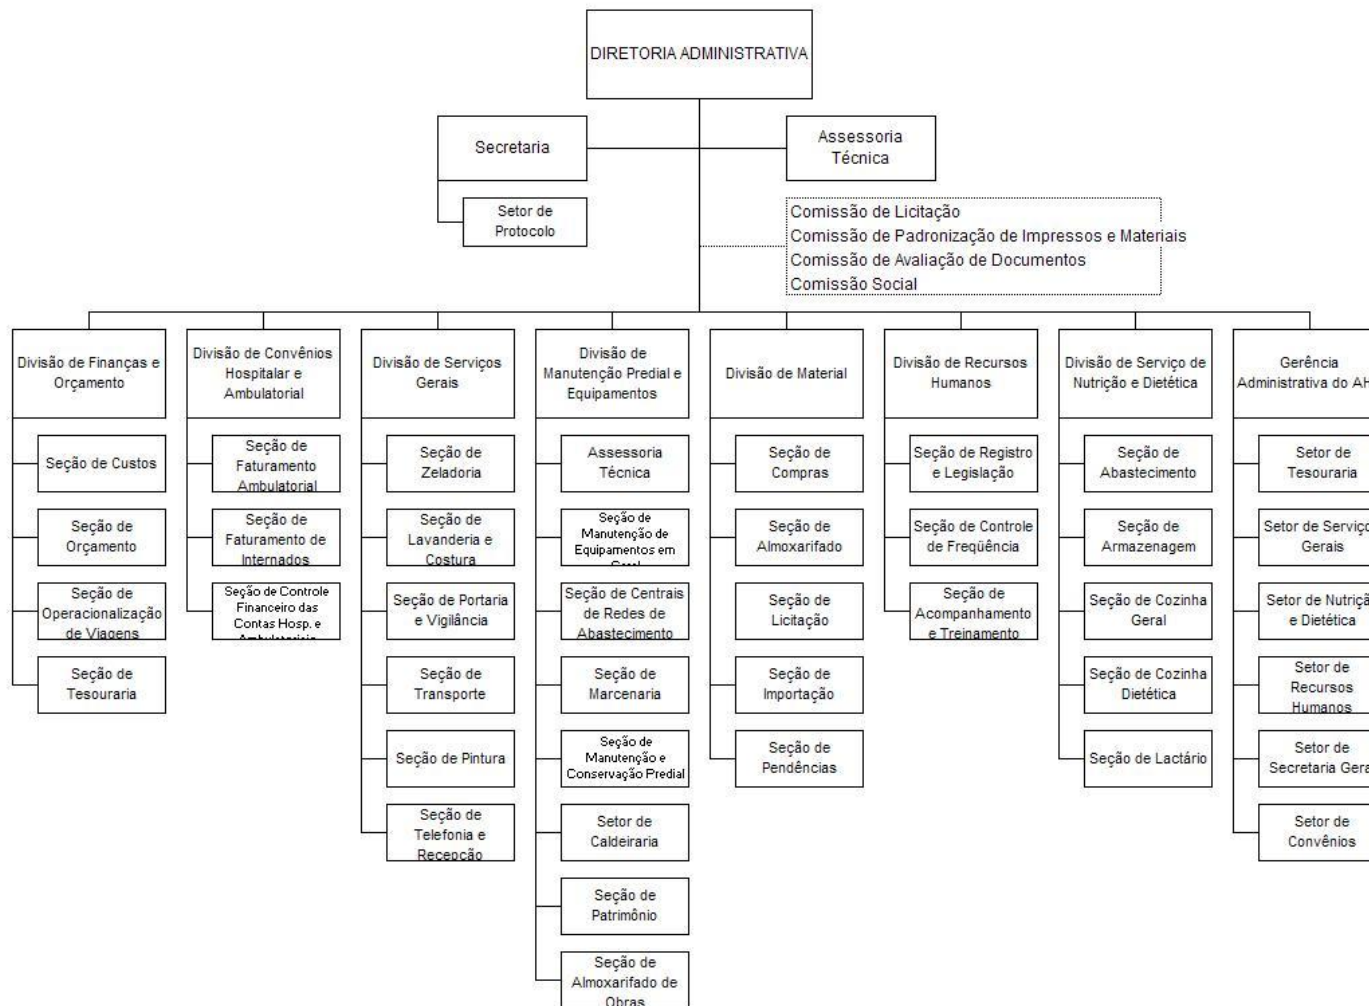 DIRETORIA ADMINISTRATIVA
Secretaria
Assessoria
Técnica
Setor de
Protocolo
Comissão de Licitação
Comissão de Padronização de Impressos e Materiais
Comissão de Avaliação de Documentos
Comissão Social
Divisão de Finanças e
Orçamento
Seção de Custos
Seção de
Orçamento
Seção de
Operacionalização
de Viagens
Seção de
Tesouraria
Divisão de Convênios
Hospitalar e
Ambulatorial
Seção de
Faturamento
Ambulatorial
Seção de
Faturamento de
Internados
Seção de Controle
Financeiro das
Contas Hosp. e
Divisão de Serviços
Gerais
Seção de
Zeladoria
Seção de
Lavanderia e
Costura
Seção de Portaria
e Vigilância
Seção de
Transporte
Seção de Pintura
Seção de
Telefonia e
Recepção
Divisão de
Manutenção Predial e
Equipamentos
Assessoria
Técnica
Seção de
Manutenção de
Equipamentos em
Seção de Centrais
de Redes de
Abastecimento
Seção de
Marcenaria
Seção de
Manutenção e
Conservação Predial
Setor de
Caldeiraria
Seção de
Patrimônio
Seção de
Almoxarifado de
Obras
Divisão de Material
Seção de
Compras
Seção de
Almoxarifado
Seção de
Licitação
Seção de
Importação
Seção de
Pendências
Divisão de Recursos
Humanos
Seção de Registro
e Legislação
Seção de Controle
de Freqüência
Seção de
Acompanhamento
e Treinamento
Divisão de Serviço de
Nutrição e Dietética
Seção de
Abastecimento
Seção de
Armazenagem
Seção de Cozinha
Geral
Seção de Cozinha
Dietética
Seção de Lactário
Gerência
Administrativa do
Setor de
Tesouraria
Setor de
Gerais
Setor de
e Dietética
Setor de
Recursos
Humanos
Setor de
Secretaria
Setor de
Convênios